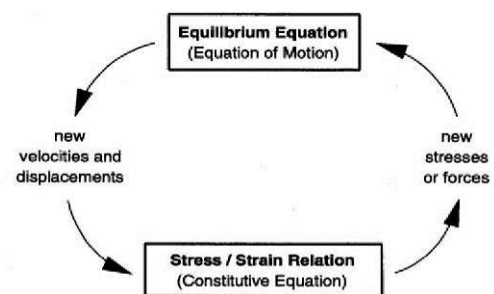 Equilibrium Equation
(Equation of Motion)
new
velocities and
displacements
new
stresses
or forces
Stress / Strain Relation
(Constitutive Equation)